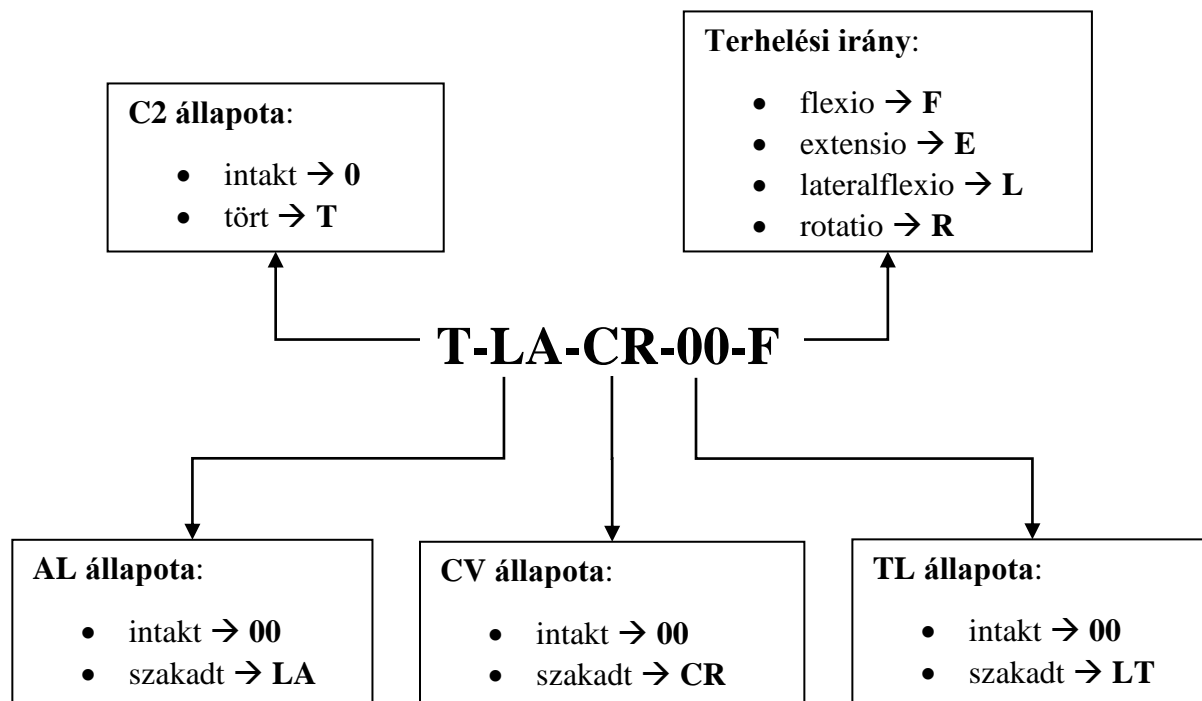 C2 állapota:
• intakt → 0
• tört → T
Terhelési irány:
• flexio → F
• extensio → E
• lateralflexio → L
• rotatio → R
T-LA-CR-00-F
AL állapota:
• intakt → 00
• szakadt → LA
CV állapota:
• intakt → 00
• szakadt → CR
TL állapota:
• intakt → 00
• szakadt → LT